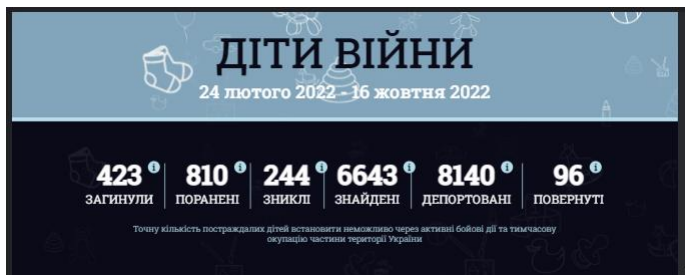 ДІТИ ВІЙНИ
24 лютого 2022 - 16 жовтня 2022
423 810 244 6643 8140 96
ЗАГИНУЛИ ПОРАНЕНІ ЗНИКЛІ ЗНАЙДЕНІ ДЕПОРТОВАНІ ПОВЕРНУТІ
Точну кількість постраждалих дітей встановити неможливо через активні бойові дії та тимчасову
окупацію частини території України